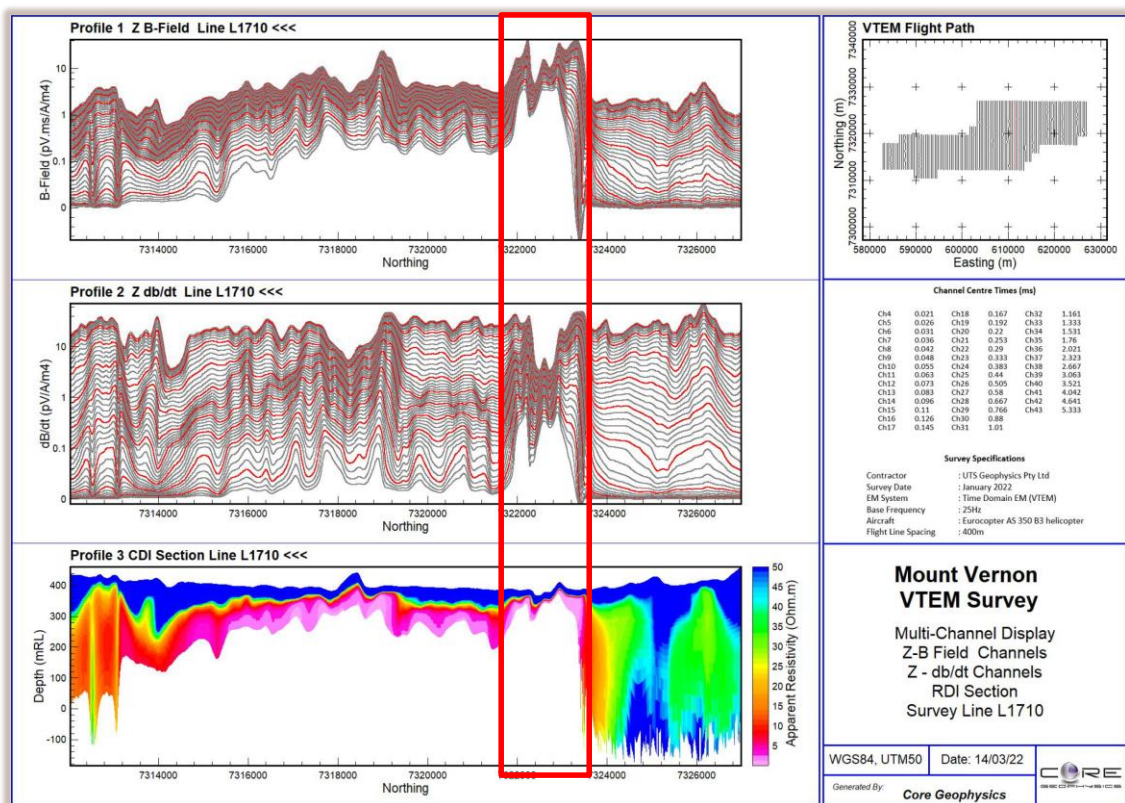 Profile 1 Z B-Field Line L1710 <<<
B-Field (pV.ms/A/m4)
10
1
0.1
0
7314000 7316000 7318000 7320000 7322000 7324000 7326000
Northing
Profile 2 Z db/dt Line L1710 <<<
dB/dt (pV/A/m4)
10
1
0.1
0
7314000 7316000 7318000 7320000 7322000 7324000 7326000
Northing
Profile 3 CDI Section Line L1710 <<<
Depth (mRL)
400
300
200
100
0
-100
7314000 7316000 7318000 7320000 7322000 7324000 7326000
Northing
50
45
40
35
30
25
20
15
10
5
Apparent Resistivity (Ohm.m)
VTEM Flight Path
Northing (m)
7340000
7330000
7320000
7310000
7300000
580000 590000 600000 610000 620000 630000
Easting (m)
Channel Centre Times (ms)
Ch4 0.021 Ch18 0.167 Ch32 1.161
Ch5 0.026 Ch19 0.192 Ch33 1.333
Ch6 0.031 Ch20 0.22 Ch34 1.531
Ch7 0.036 Ch21 0.253 Ch35 1.76
Ch8 0.042 Ch22 0.29 Ch36 2.021
Ch9 0.048 Ch23 0.333 Ch37 2.323
Ch10 0.055 Ch24 0.383 Ch38 2.667
Ch11 0.063 Ch25 0.44 Ch39 3.063
Ch12 0.073 Ch26 0.505 Ch40 3.521
Ch13 0.083 Ch27 0.58 Ch41 4.042
Ch14 0.096 Ch28 0.667 Ch42 4.641
Ch15 0.11 Ch29 0.766 Ch43 5.333
Ch16 0.126 Ch30 0.88
Ch17 0.145 Ch31 1.01
Survey Specifications
Contractor : UTS Geophysics Pty Ltd
Survey Date : January 2022
EM System : Time Domain EM (VTEM)
Base Frequency : 25Hz
Aircraft : Eurocopter AS 350 B3 helicopter
Flight Line Spacing : 400m
Mount Vernon
VTEM Survey
Multi-Channel Display
Z-B Field Channels
Z - db/dt Channels
RDI Section
Survey Line L1710
WGS84, UTM50 Date: 14/03/22
Generated By:
Core Geophysics
CORE
GEOPHYSICS